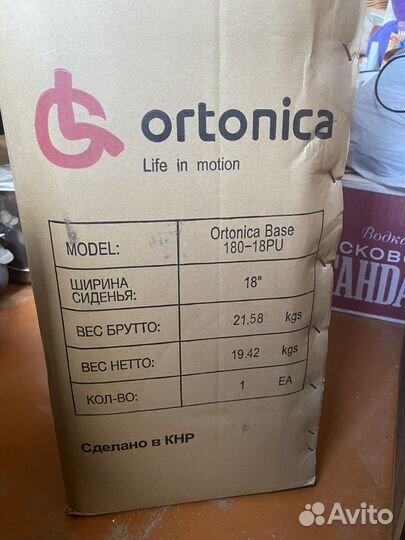 ortonica
Life in motion
MODEL: Ortonica Base 180-18PU
ШИРИНА СИДЕНЬЯ: 18"
ВЕС БРУТТО: 21.58 kgs
ВЕС НЕТТО: 19.42 kgs
КОЛ-ВО: 1 EA
Сделано в КНР
Водка
Avito